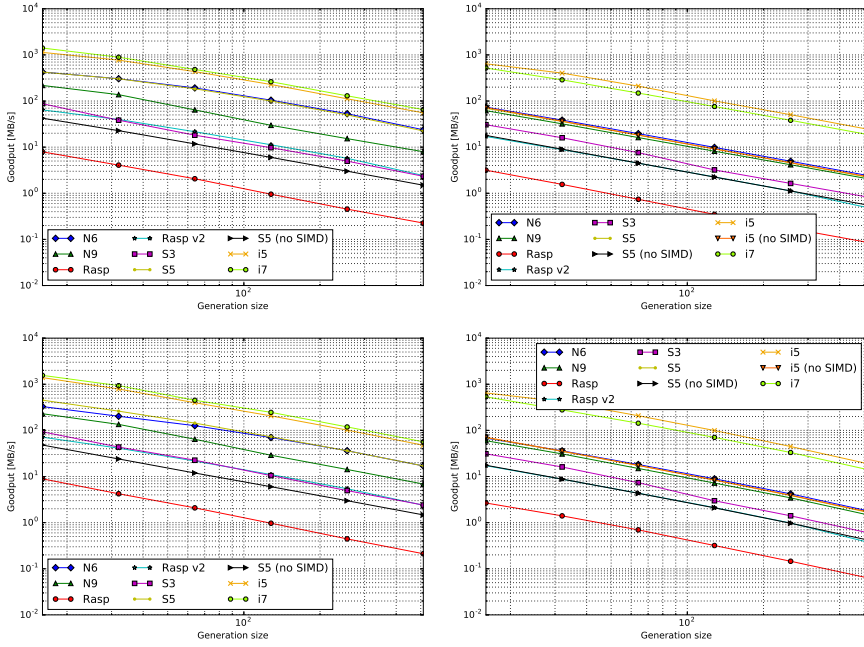 10^4
10^3
10^2
10^1
10^0
10^-1
10^-2
Goodput [MB/s]
N6 Rasp v2 S5 (no SIMD)
N9 S3 i5
Rasp S5 i7
10^2
Generation size
10^4
10^3
10^2
10^1
10^0
10^-1
10^-2
Goodput [MB/s]
N6 S3 i5
N9 S5 i5 (no SIMD)
Rasp S5 (no SIMD) i7
Rasp v2
10^2
Generation size
10^4
10^3
10^2
10^1
10^0
10^-1
10^-2
Goodput [MB/s]
N6 Rasp v2 S5 (no SIMD)
N9 S3 i5
Rasp S5 i7
10^2
Generation size
10^4
10^3
10^2
10^1
10^0
10^-1
10^-2
Goodput [MB/s]
N6 S3 i5
N9 S5 i5 (no SIMD)
Rasp S5 (no SIMD) i7
Rasp v2
10^2
Generation size